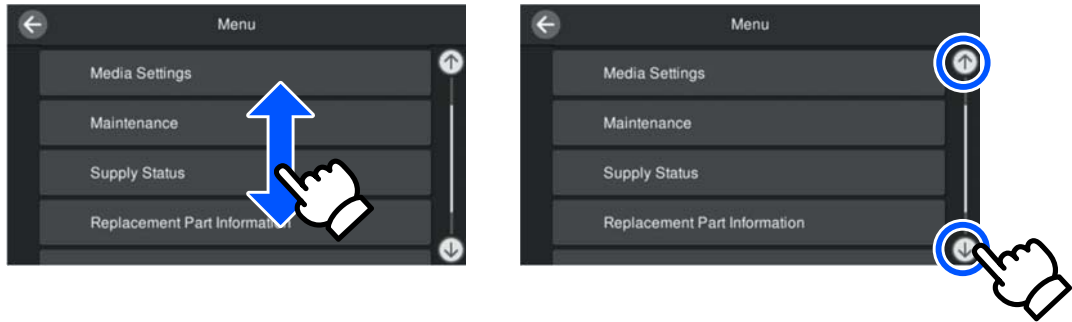 Menu
Media Settings
Maintenance
Supply Status
Replacement Part Information
Menu
Media Settings
Maintenance
Supply Status
Replacement Part Information